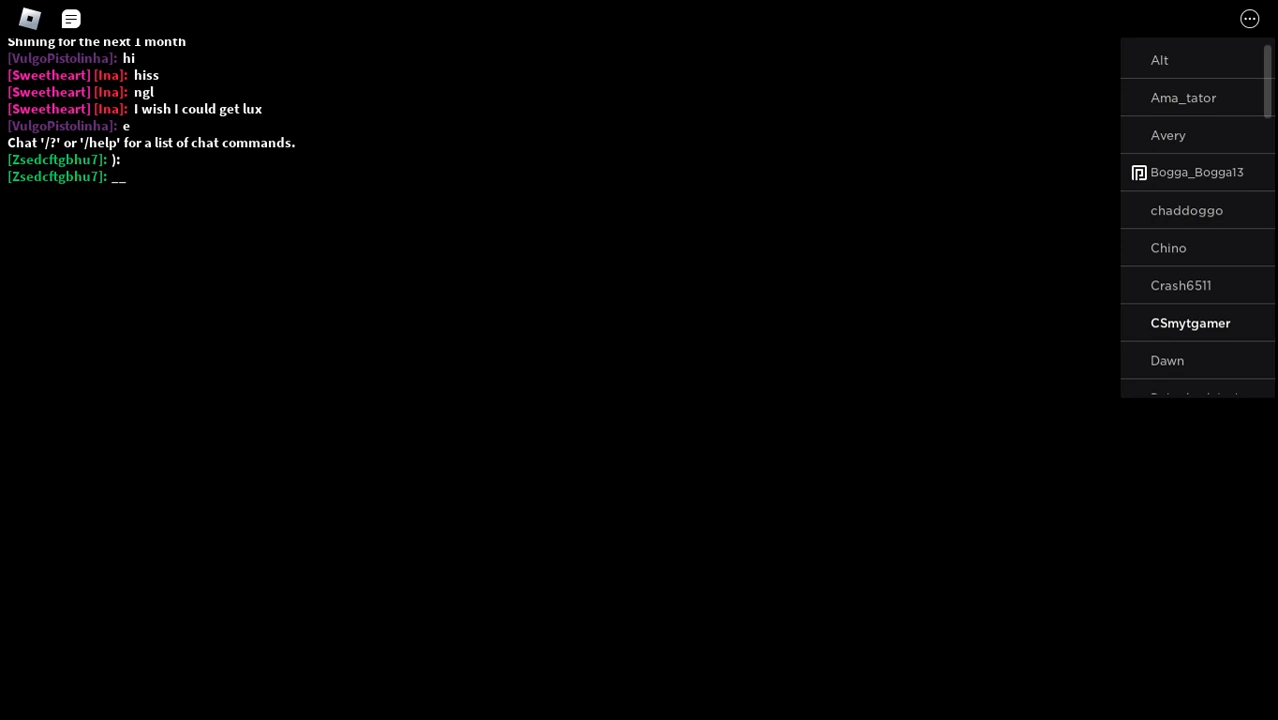 Shining for the next 1 month
[VulgoPistolinha]: hi
[Sweetheart] [Ina]: hiss
[Sweetheart] [Ina]: ngl
[Sweetheart] [Ina]: I wish I could get lux
[VulgoPistolinha]: e
Chat '/?' or '/help' for a list of chat commands.
[Zsedcftgbhu7]: ):
[Zsedcftgbhu7]: __
Alt
Ama_tator
Avery
Bogga_Bogga13
chaddoggo
Chino
Crash6511
CSmytgamer
Dawn